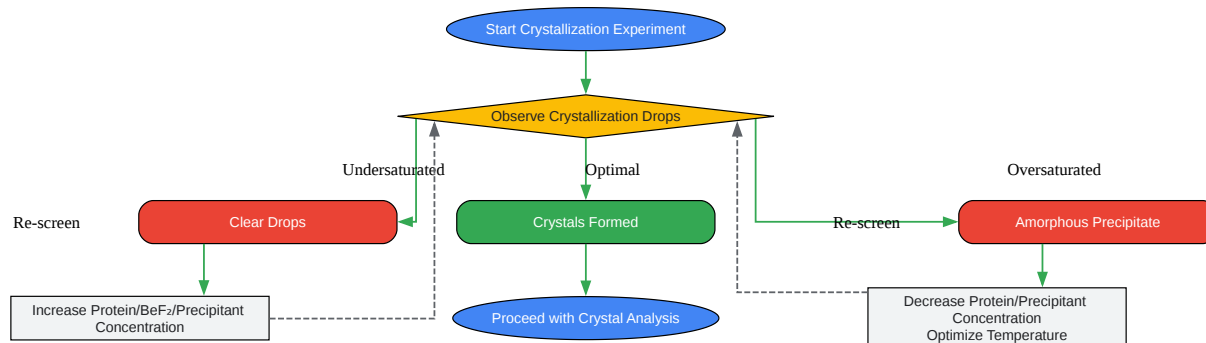 Start Crystallization Experiment
Observe Crystallization Drops
Undersaturated
Optimal
Oversaturated
Re-screen
Clear Drops
Crystals Formed
Re-screen
Amorphous Precipitate
Increase Protein/BeF₂/Precipitant
Concentration
Proceed with Crystal Analysis
Decrease Protein/Precipitant
Concentration
Optimize Temperature